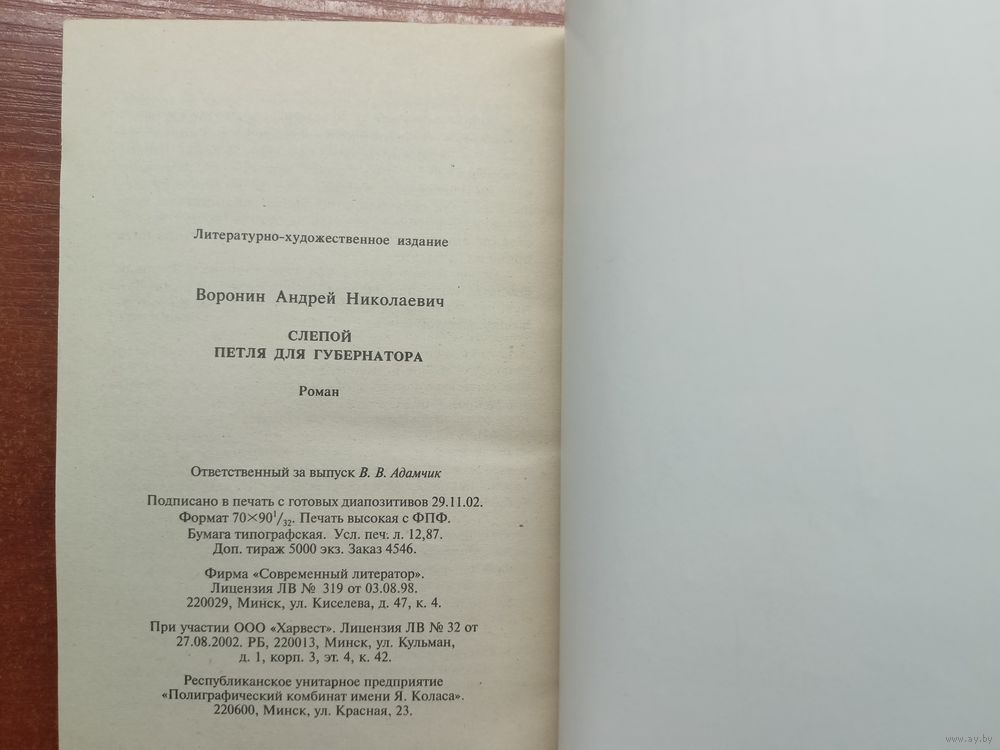 Литературно-художественное издание
Воронин Андрей Николаевич
СЛЕПОЙ
ПЕТЛЯ ДЛЯ ГУБЕРНАТОРА
Роман
Ответственный за выпуск В. В. Адамчик
Подписано в печать с готовых диапозитивов 29.11.02.
Формат 70×90¹/₃₂. Печать высокая с ФПФ.
Бумага типографская. Усл. печ. л. 12,87.
Доп. тираж 5000 экз. Заказ 4546.
Фирма «Современный литератор».
Лицензия ЛВ № 319 от 03.08.98.
220029, Минск, ул. Киселева, д. 47, к. 4.
При участии ООО «Харвест». Лицензия ЛВ № 32 от
27.08.2002. РБ, 220013, Минск, ул. Кульман,
д. 1, корп. 3, эт. 4, к. 42.
Республиканское унитарное предприятие
«Полиграфический комбинат имени Я. Коласа».
220600, Минск, ул. Красная, 23.
www.ay.by